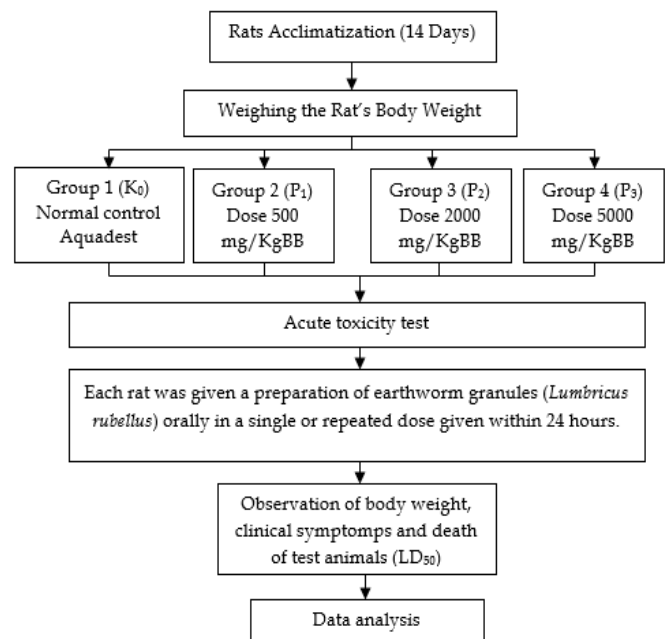 Rats Acclimatization (14 Days)
Weighing the Rat's Body Weight
Group 1 (K₀)
Normal control
Aquadest
Group 2 (P₁)
Dose 500
mg/KgBB
Group 3 (P₂)
Dose 2000
mg/KgBB
Group 4 (P₃)
Dose 5000
mg/KgBB
Acute toxicity test
Each rat was given a preparation of earthworm granules (Lumbricus
rubellus) orally in a single or repeated dose given within 24 hours.
Observation of body weight,
clinical symptomps and death
of test animals (LD₅₀)
Data analysis